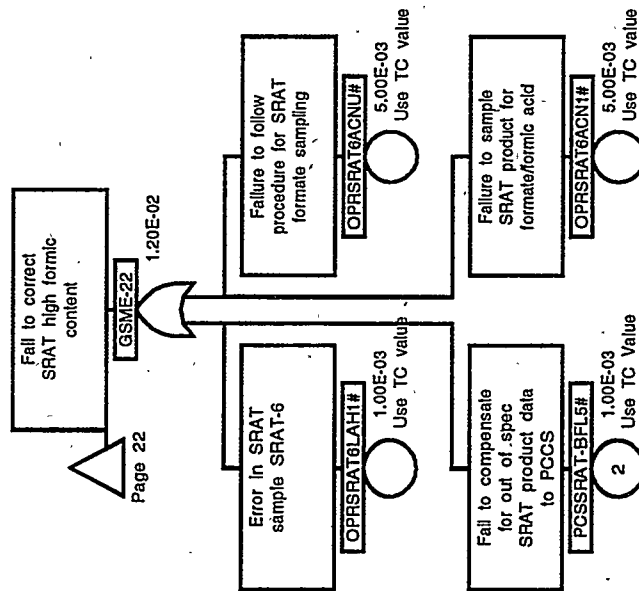 Fail to correct
SRAT high formic
content
GSME-22
1.20E-02
Page 22
Error in SRAT
sample SRAT-6
OPRSRAT6LAH1#
1.00E-03
Use TC value
Failure to follow
procedure for SRAT
formate sampling
OPRSRAT6ACNU#
5.00E-03
Use TC value
Fail to compensate
for out of .spec
SRAT product data
to PCCS
PCSSRAT-BFL5#
1.00E-03
Use TC value
2
Failure to sample
SRAT product for
formate/formic acid
OPRSRAT6ACN1#
5.00E-03
Use TC value